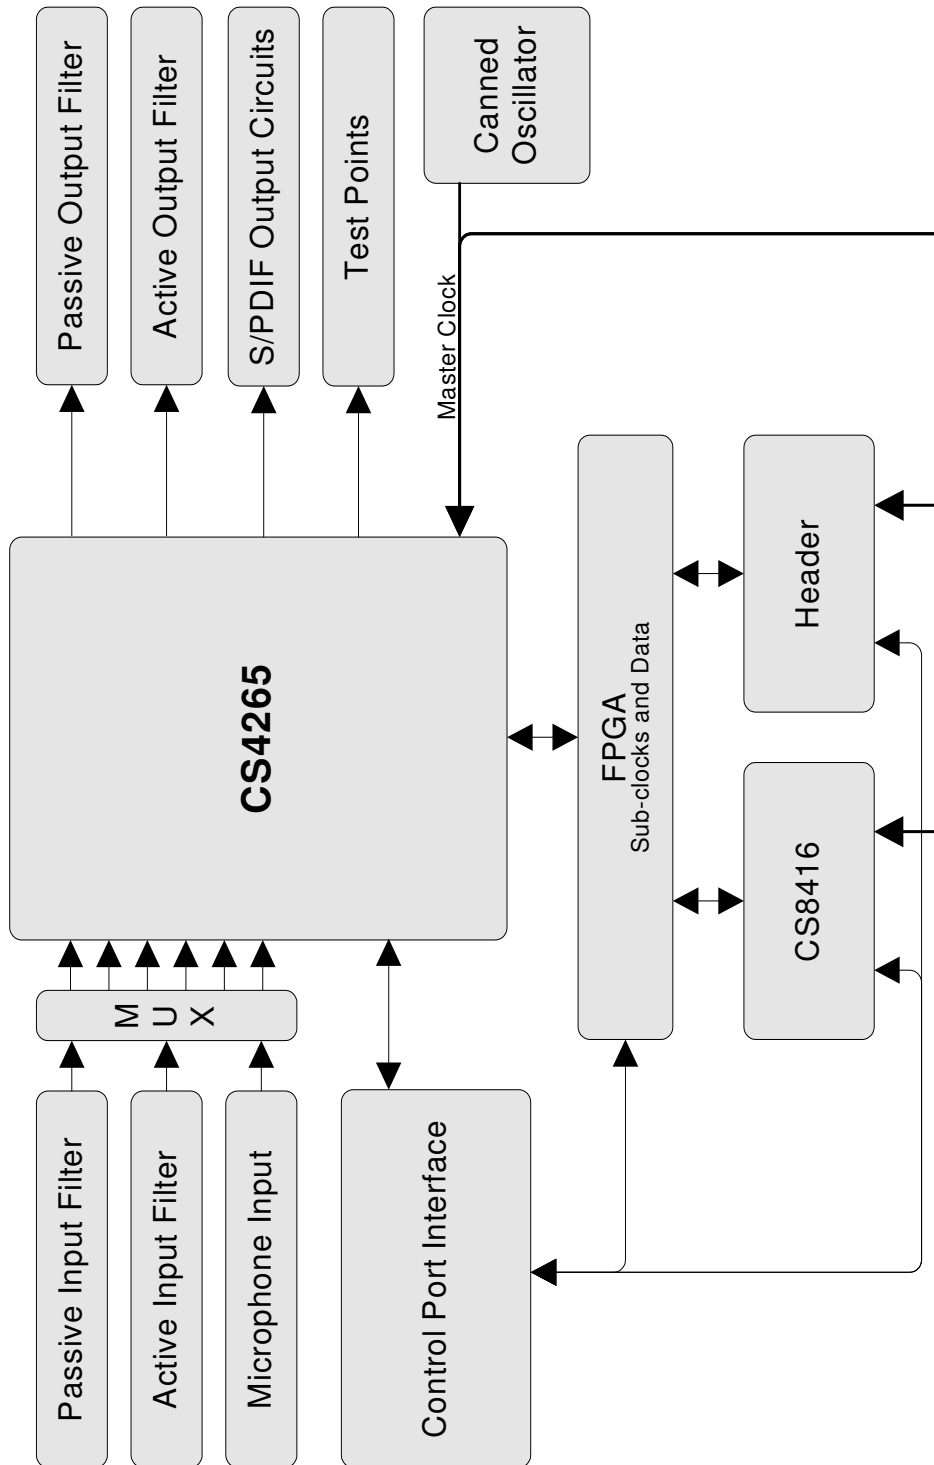 Passive Output Filter
Active Output Filter
S/PDIF Output Circuits
Test Points
Canned
Oscillator
Master Clock
CS4265
FPGA
Sub-clocks and Data
Header
CS8416
M
U
X
Passive Input Filter
Active Input Filter
Microphone Input
Control Port Interface